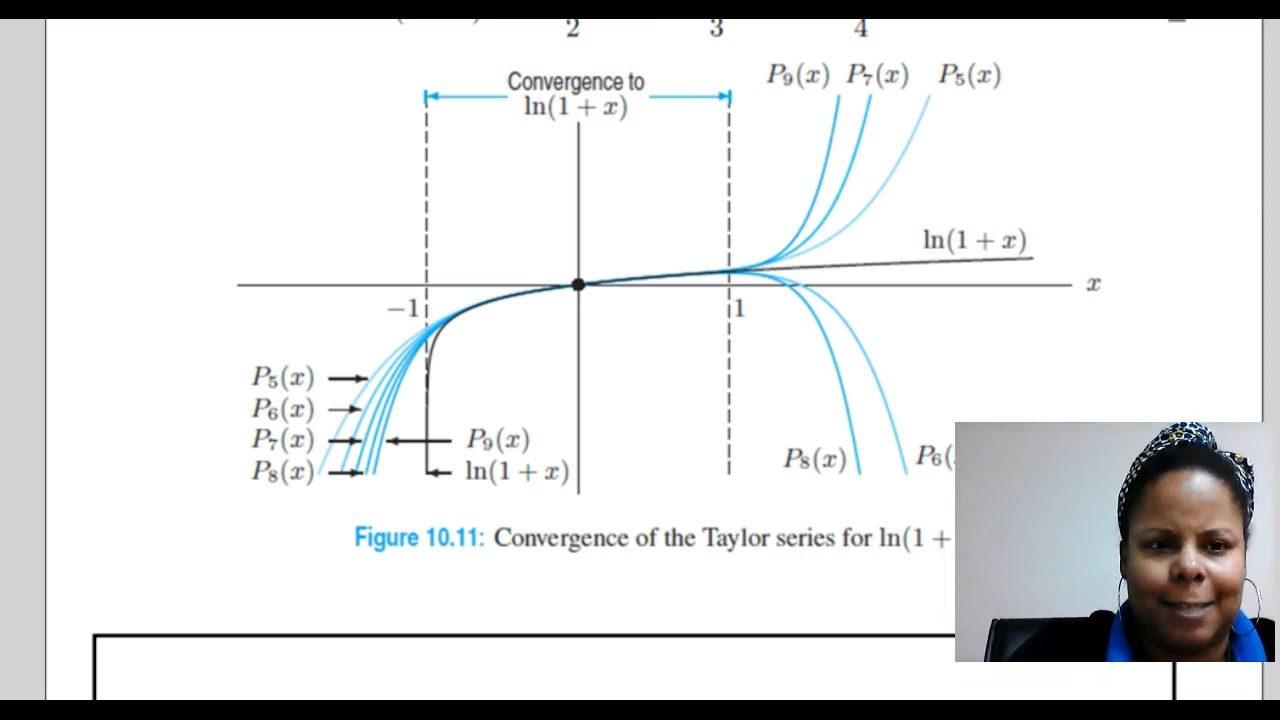 2 3 4
Convergence to
ln(1 + x)
P₉(x) P₇(x) P₅(x)
ln(1 + x)
x
−1 1
P₅(x)
P₆(x)
P₇(x) P₉(x)
P₈(x) ln(1 + x)
P₈(x) P₆(
Figure 10.11: Convergence of the Taylor series for ln(1 +